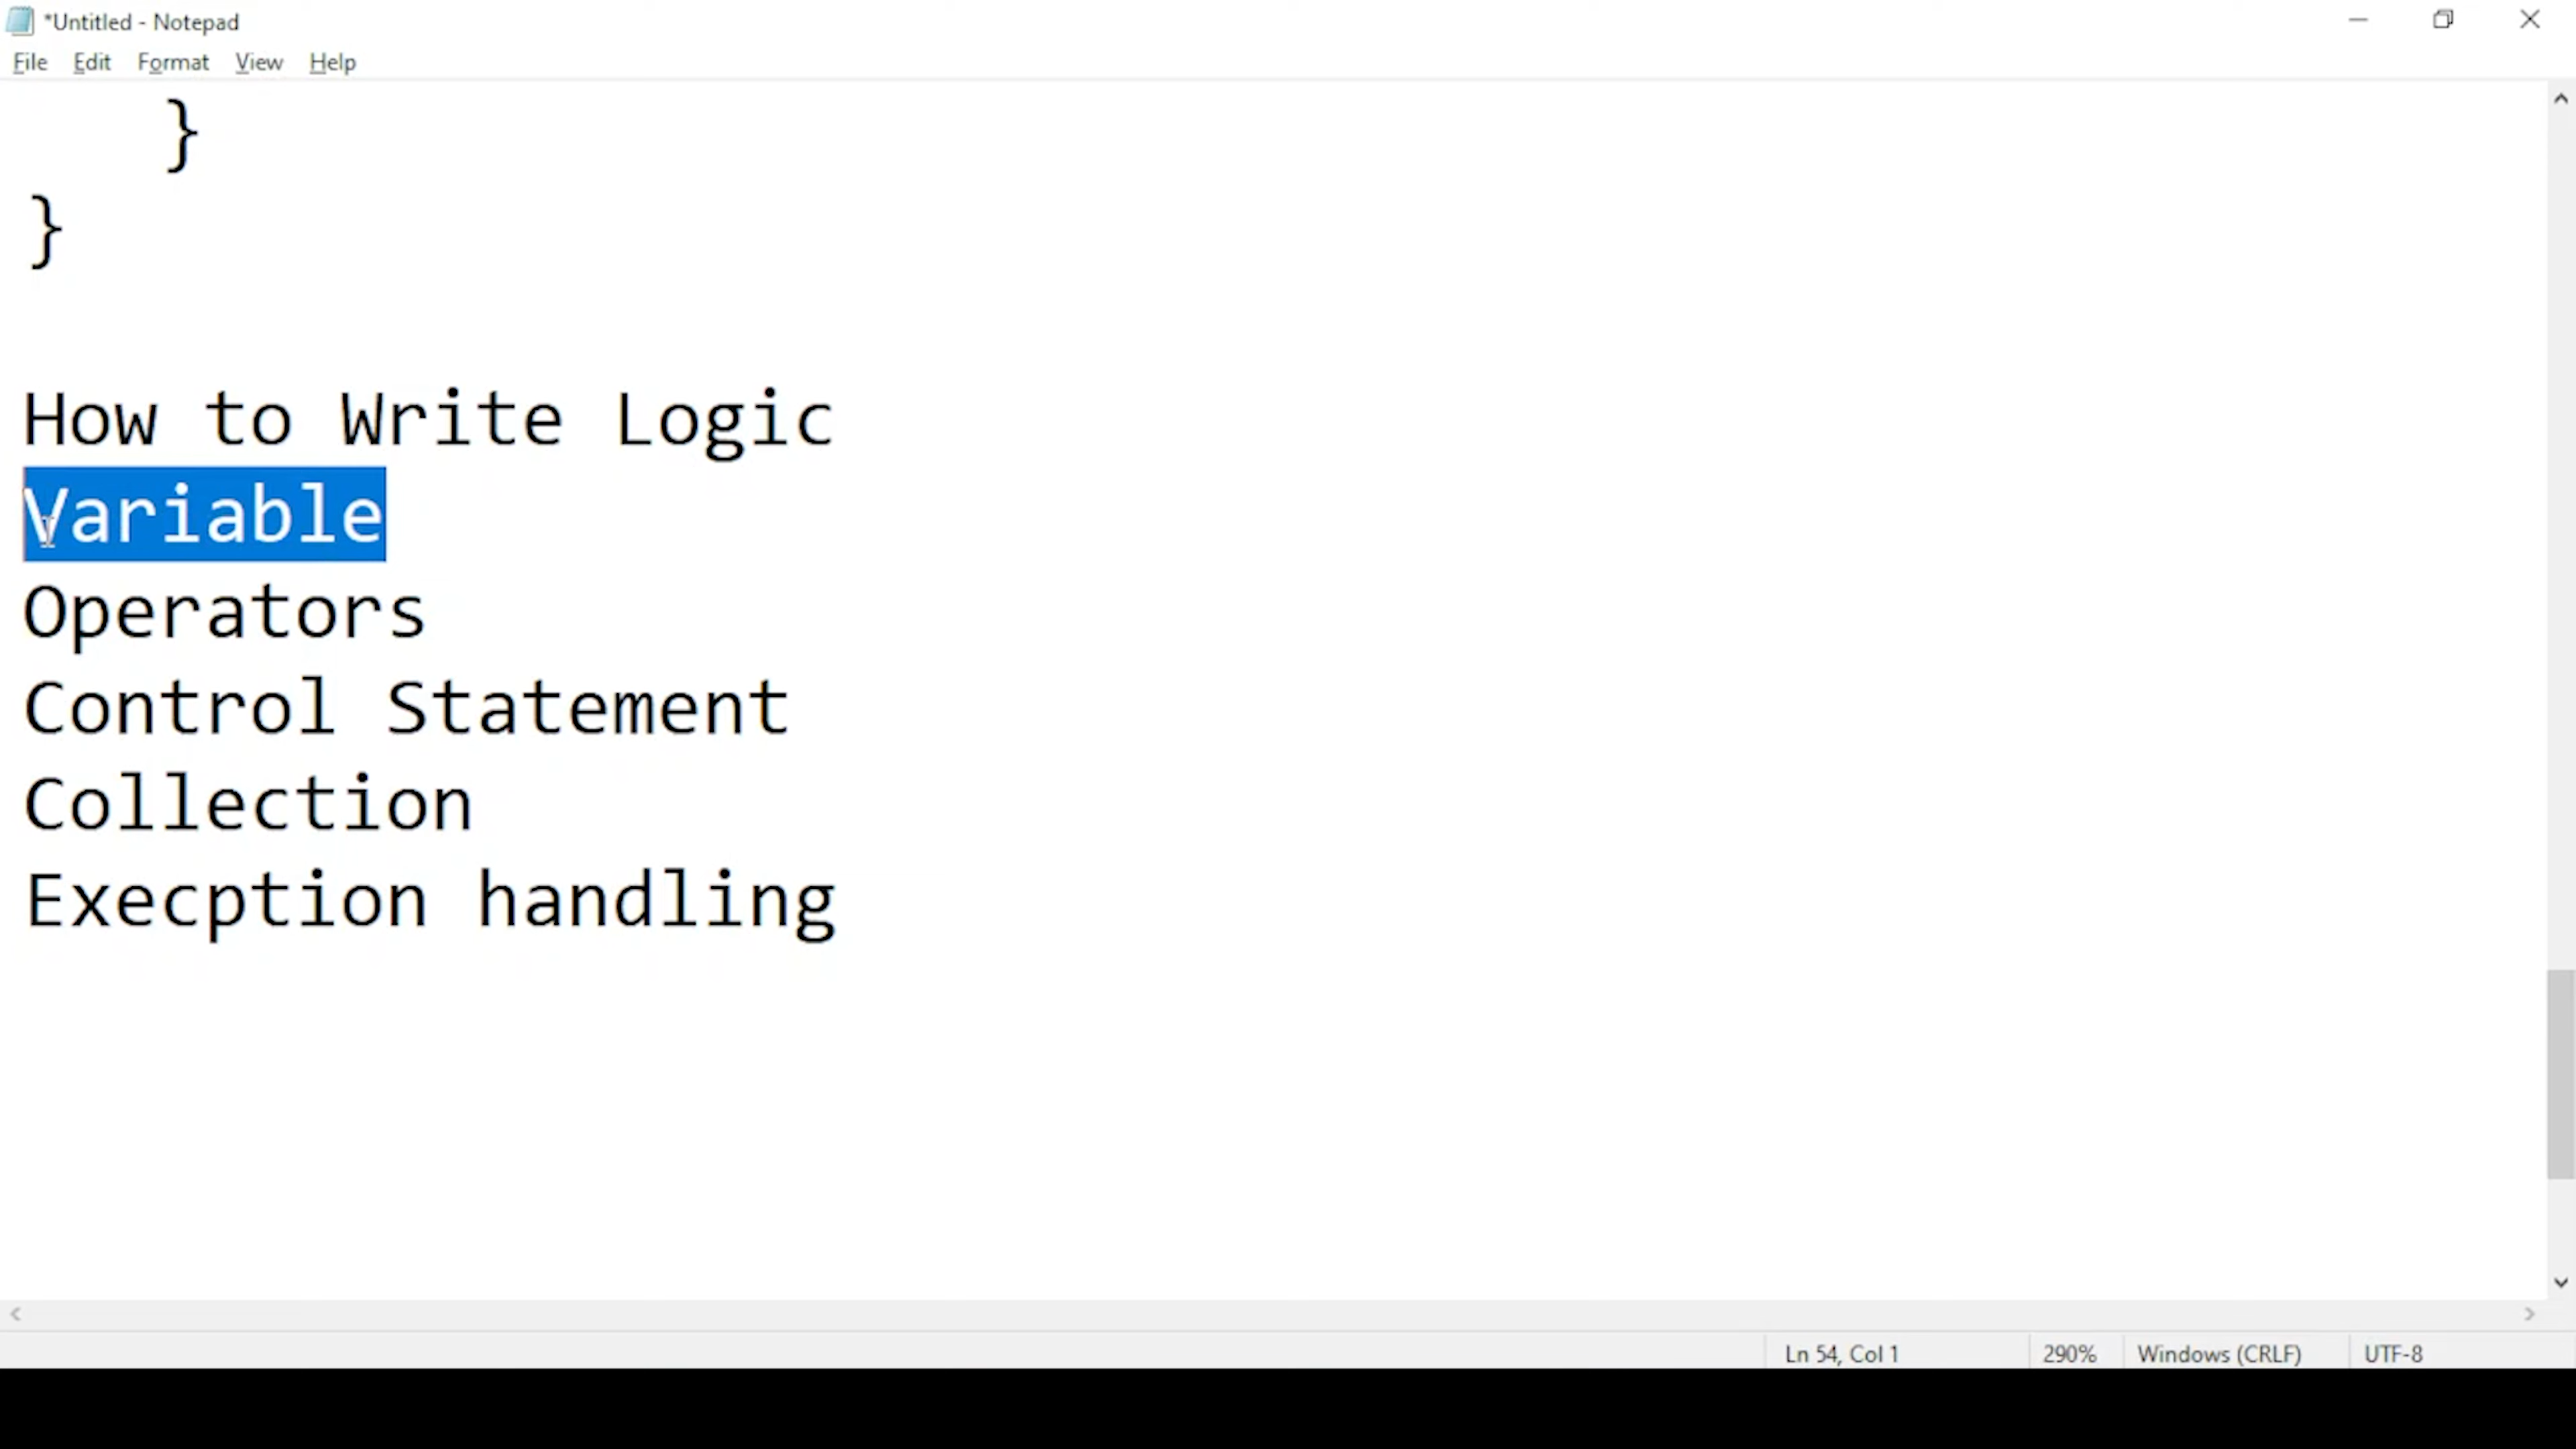 *Untitled - Notepad
File Edit Format View Help
}
}
How to Write Logic
Variable
Operators
Control Statement
Collection
Execption handling
Ln 54, Col 1 290% Windows (CRLF) UTF-8